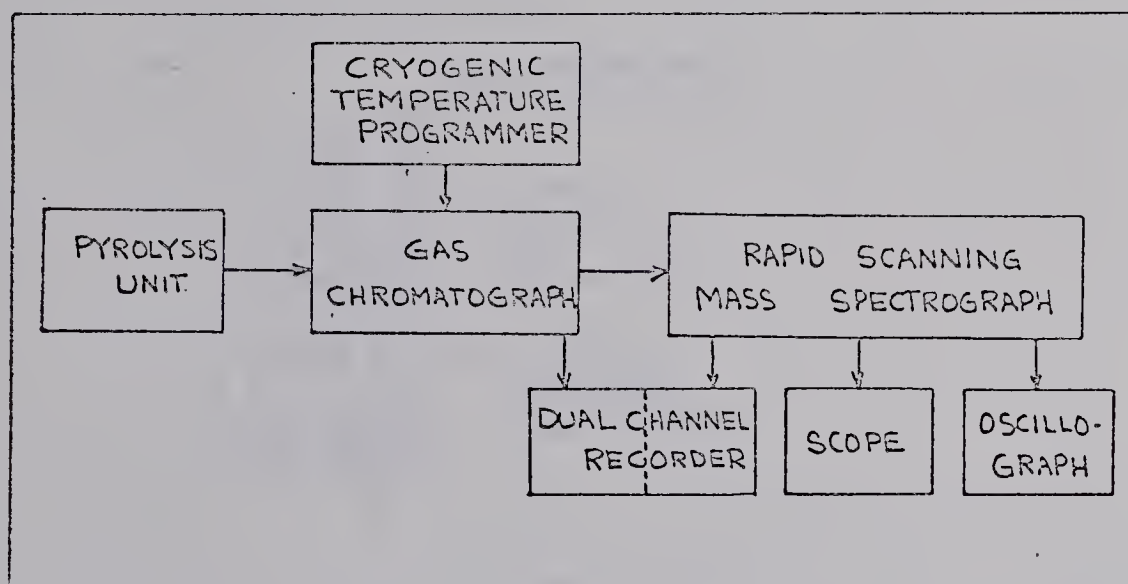 CRYOGENIC
TEMPERATURE
PROGRAMMER
PYROLYSIS
UNIT.
GAS
CHROMATOGRAPH
RAPID SCANNING
MASS SPECTROGRAPH
DUAL CHANNEL
RECORDER
SCOPE
OSCILLO-
GRAPH